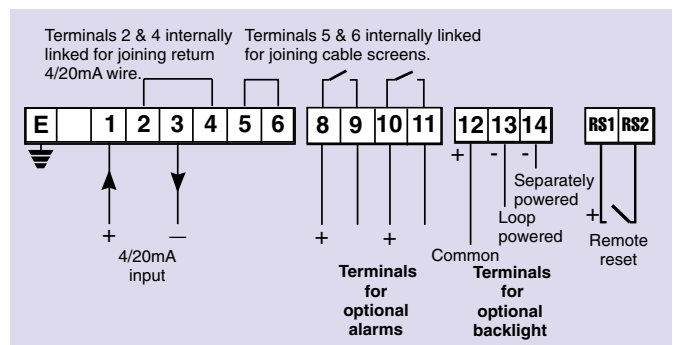 Terminals 2 & 4 internally
linked for joining return
4/20mA wire.
Terminals 5 & 6 internally linked
for joining cable screens.
E 1 2 3 4 5 6 8 9 10 11 12 13 14 RS1 RS2
+ - -
Separately
powered
Loop
powered
Common
+ —
4/20mA
input
+ +
Terminals
for
optional
alarms
Terminals
for
optional
backlight
+
Remote
reset